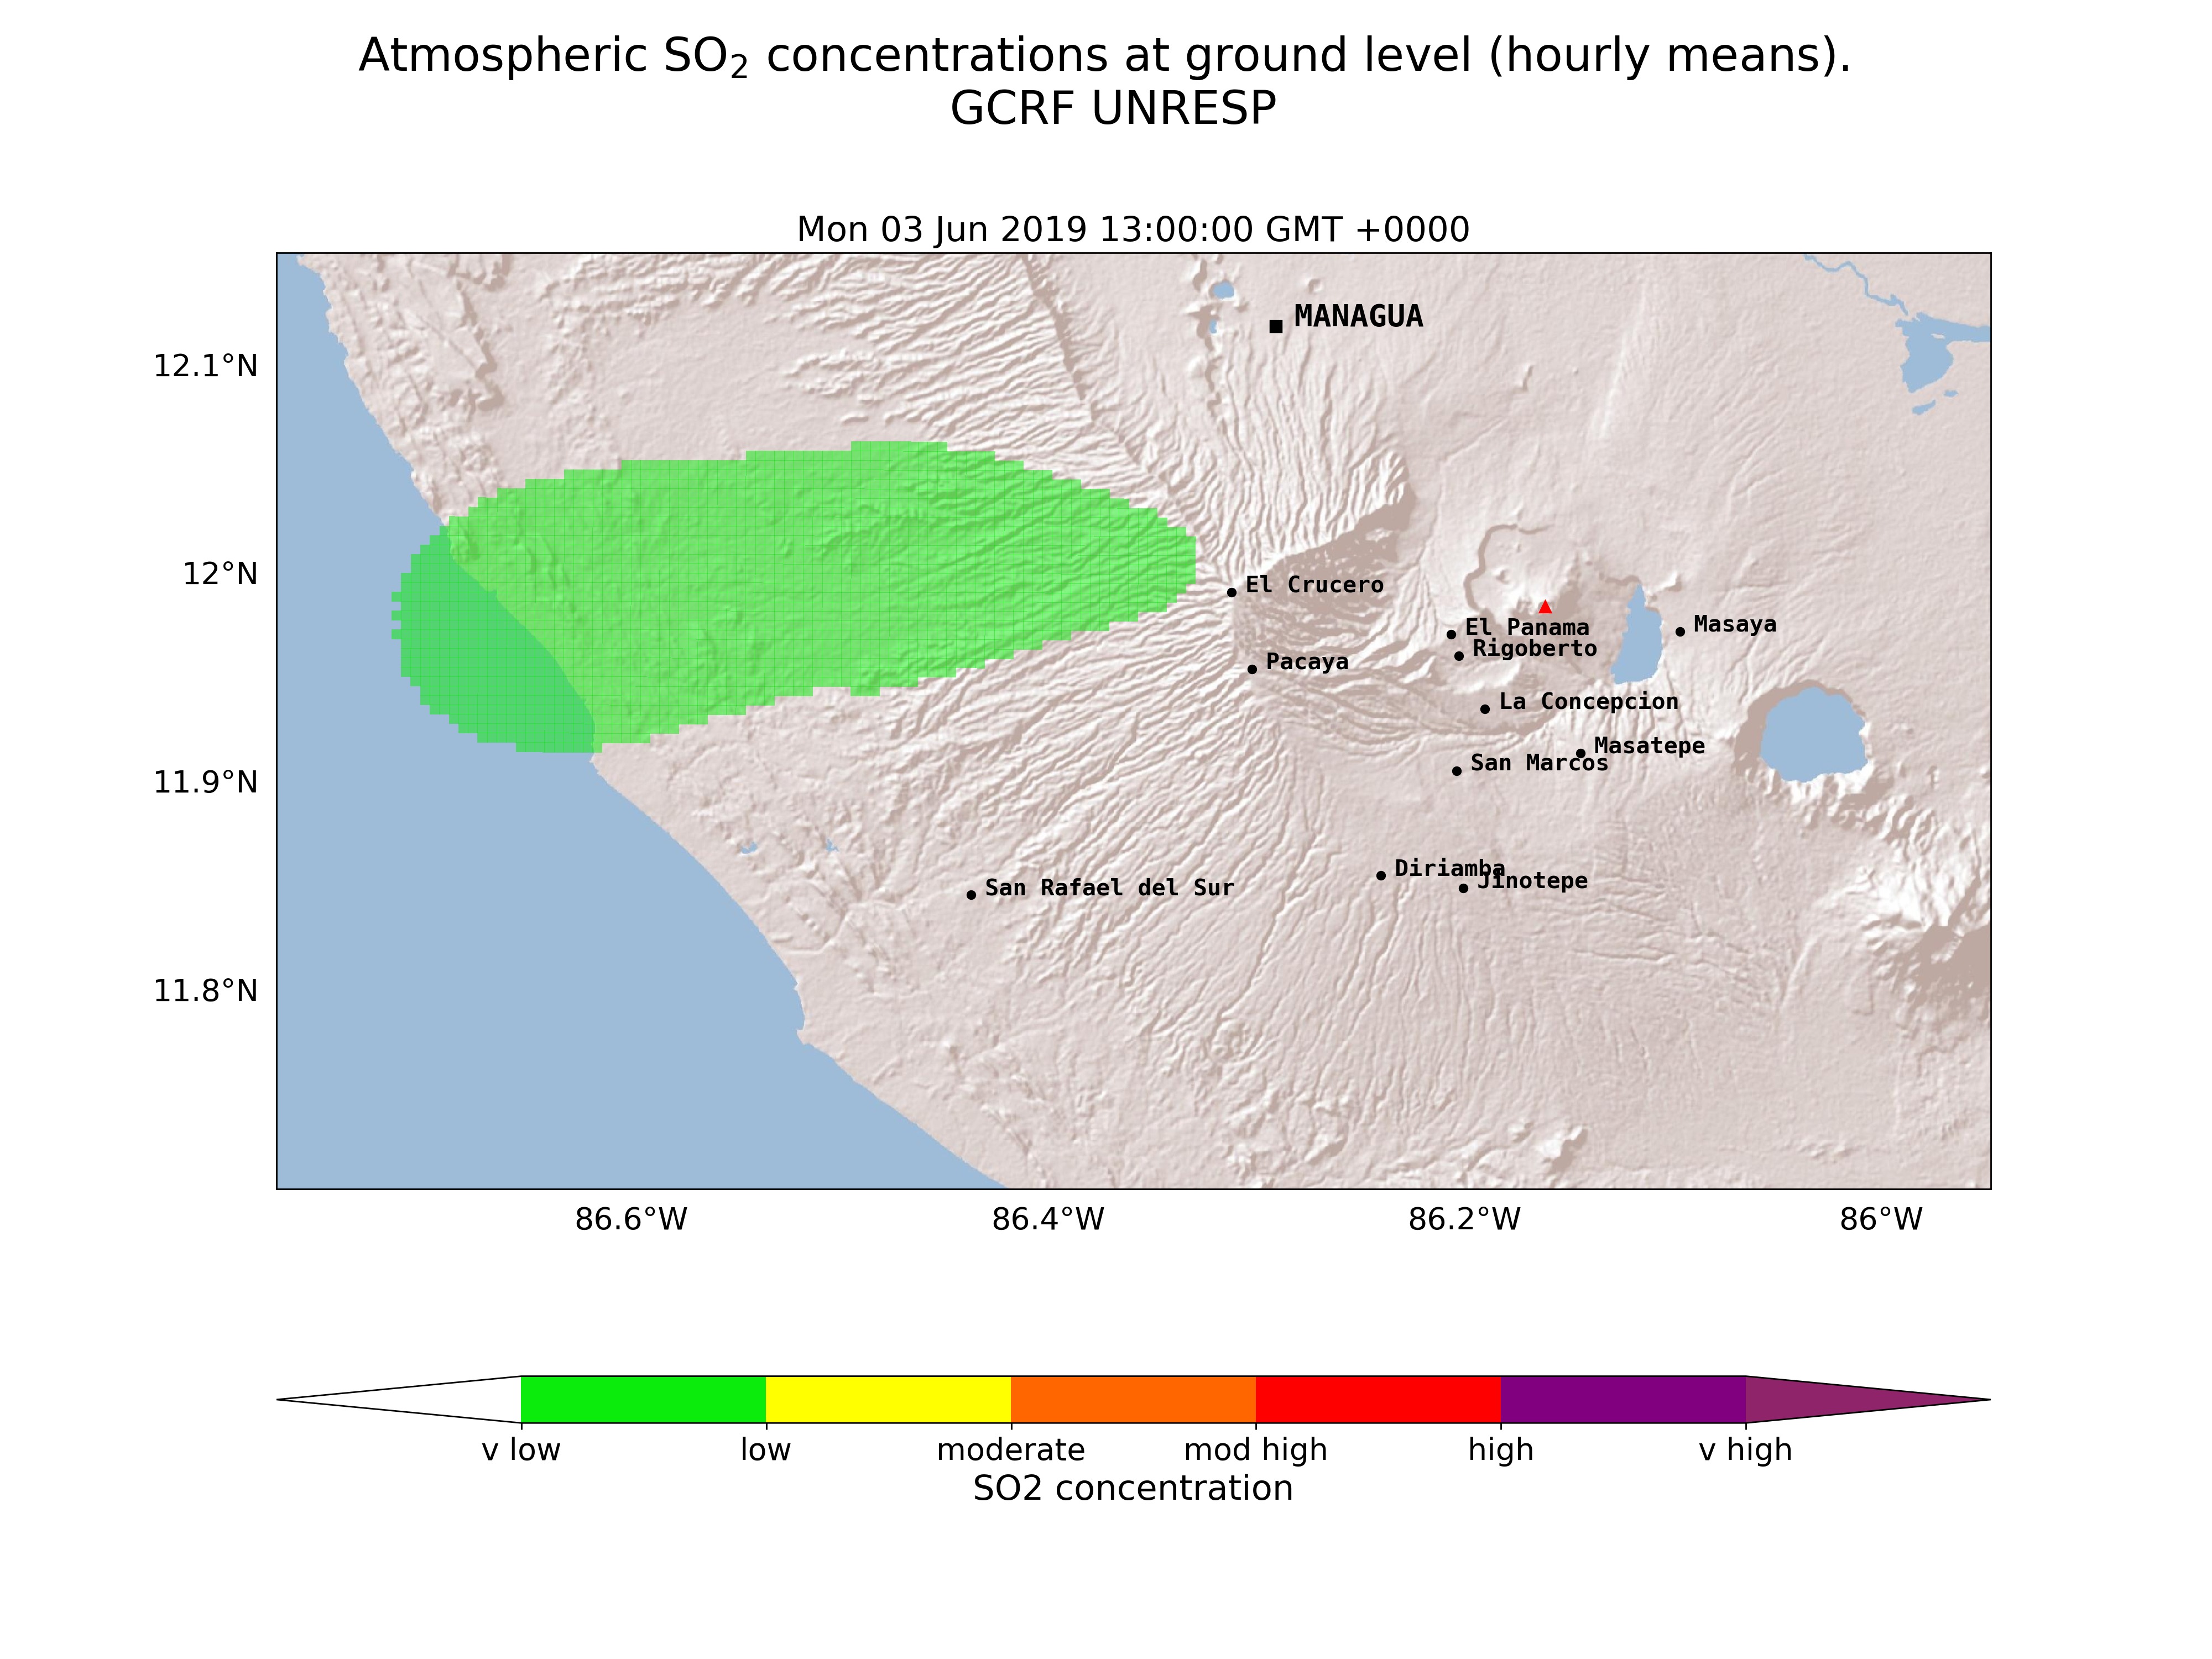 Atmospheric SO₂ concentrations at ground level (hourly means).
GCRF UNRESP
Mon 03 Jun 2019 13:00:00 GMT +0000
MANAGUA
12.1°N
12°N
El Crucero
Masaya
El Panama
Rigoberto
Pacaya
La Concepcion
Masatepe
San Marcos
11.9°N
Diriamba
Jinotepe
San Rafael del Sur
11.8°N
86.6°W 86.4°W 86.2°W 86°W
v low low moderate mod high high v high
SO2 concentration